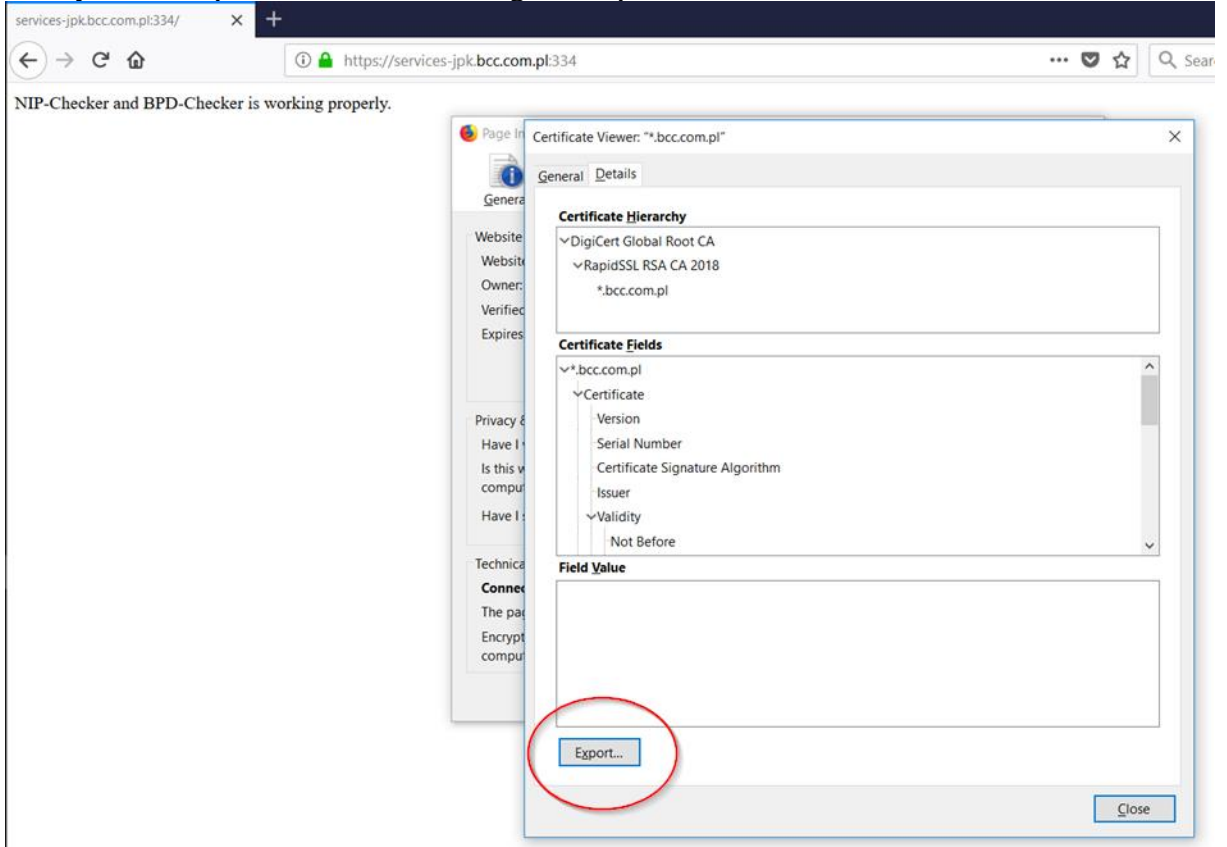 services-jpk.bcc.com.pl:334/
https://services-jpk.bcc.com.pl:334
NIP-Checker and BPD-Checker is working properly.
Page In
Certificate Viewer: "*.bcc.com.pl"
General Details
Genera
Certificate Hierarchy
Website
DigiCert Global Root CA
Website
RapidSSL RSA CA 2018
Owner:
*.bcc.com.pl
Verified
Expires
Certificate Fields
*.bcc.com.pl
Certificate
Privacy &
Version
Have I
Serial Number
Is this w
Certificate Signature Algorithm
comput
Issuer
Have I s
Validity
Not Before
Technica
Field Value
Connec
The pag
Encrypt
comput
Export...
Close